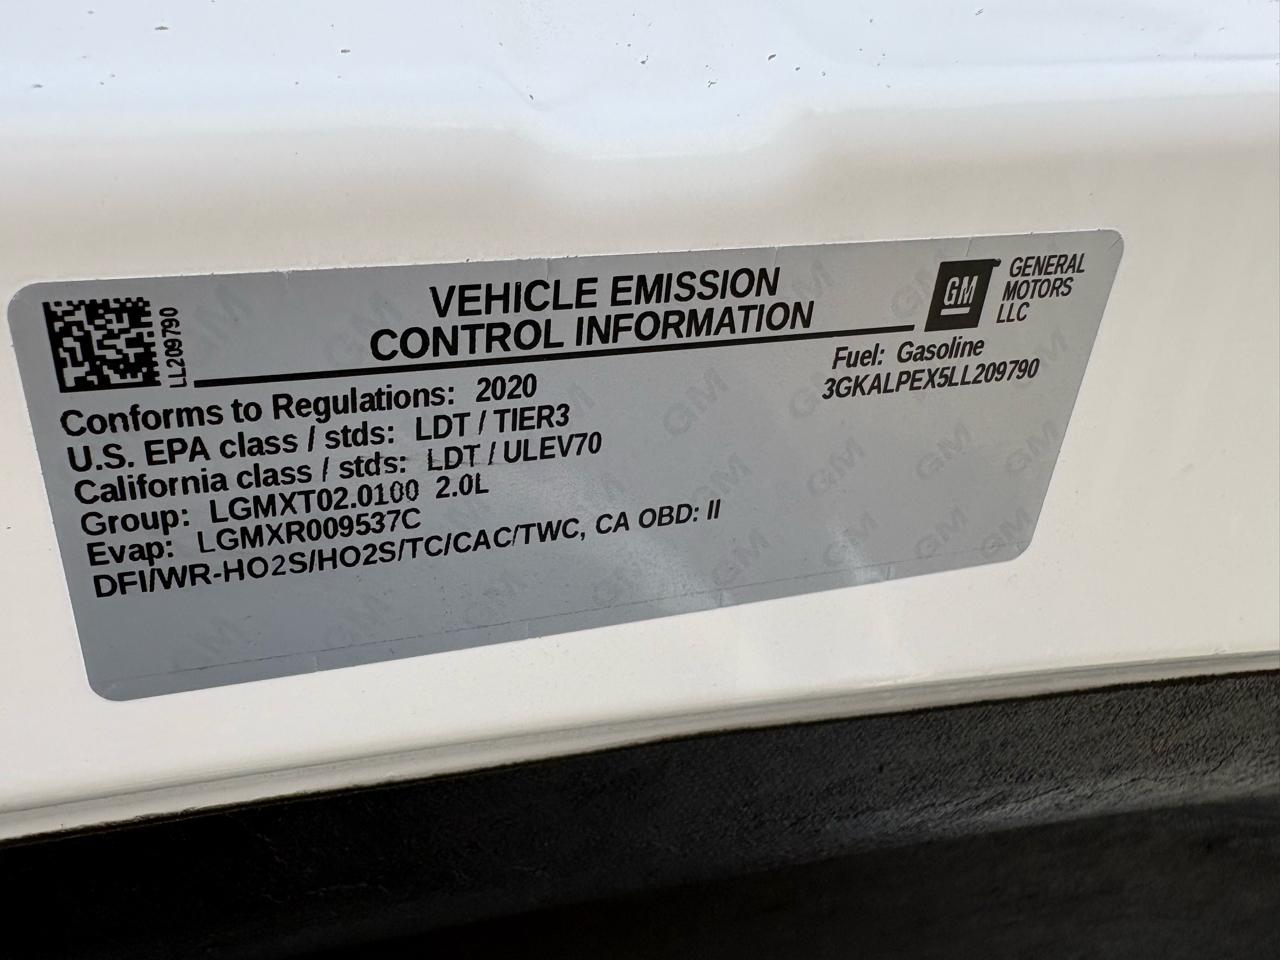 LL209790
VEHICLE EMISSION
CONTROL INFORMATION
GM
GENERAL
MOTORS
LLC
Fuel: Gasoline
3GKALPEX5LL209790
Conforms to Regulations: 2020
U.S. EPA class / stds: LDT / TIER3
California class / stds: LDT / ULEV70
Group: LGMXT02.0100 2.0L
Evap: LGMXR009537C
DFI/WR-HO2S/HO2S/TC/CAC/TWC, CA OBD: II